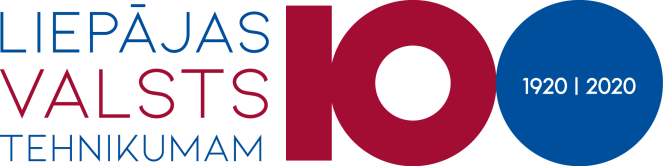 LIEPĀJAS
VALSTS
TEHNIKUMAM
100
1920 | 2020